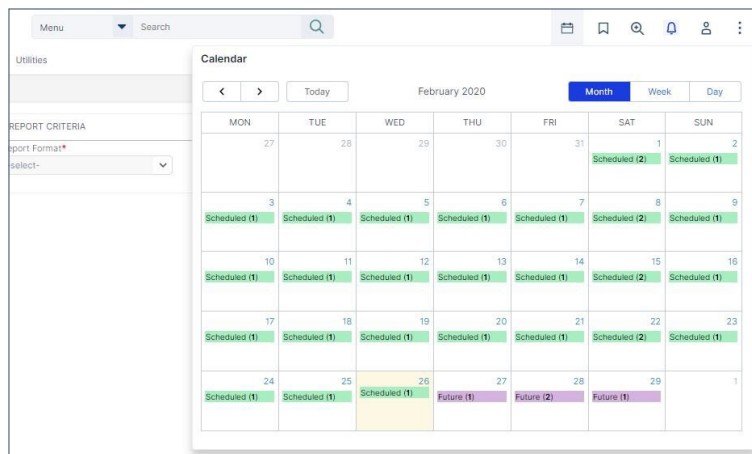 Menu Search
Utilities
Calendar
Today February 2020 Month Week Day
REPORT CRITERIA
eport Format*
-select-
MON TUE WED THU FRI SAT SUN
27 28 29 30 31 1 2
Scheduled (2) Scheduled (1)
3 4 5 6 7 8 9
Scheduled (1) Scheduled (1) Scheduled (1) Scheduled (1) Scheduled (1) Scheduled (2) Scheduled (1)
10 11 12 13 14 15 16
Scheduled (1) Scheduled (1) Scheduled (1) Scheduled (1) Scheduled (1) Scheduled (2) Scheduled (1)
17 18 19 20 21 22 23
Scheduled (1) Scheduled (1) Scheduled (1) Scheduled (1) Scheduled (1) Scheduled (2) Scheduled (1)
24 25 26 27 28 29 1
Scheduled (1) Scheduled (1) Scheduled (1) Future (1) Future (2) Future (1)